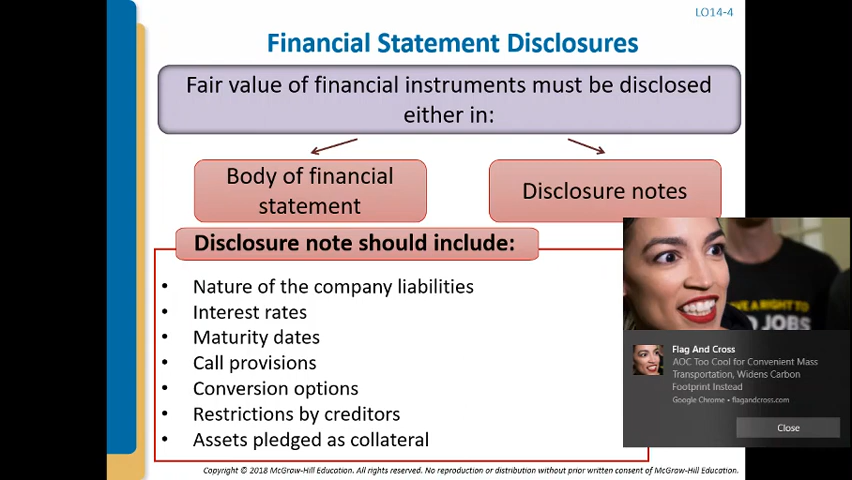 LO14-4
Financial Statement Disclosures
Fair value of financial instruments must be disclosed
either in:
Body of financial
statement
Disclosure notes
Disclosure note should include:
• Nature of the company liabilities
• Interest rates
• Maturity dates
• Call provisions
• Conversion options
• Restrictions by creditors
• Assets pledged as collateral
VE A RIGHT TO
D JOBS
Flag And Cross
AOC Too Cool for Convenient Mass
Transportation, Widens Carbon
Footprint Instead
Google Chrome • flagandcross.com
Close
Copyright © 2018 McGraw-Hill Education. All rights reserved. No reproduction or distribution without prior written consent of McGraw-Hill Education.